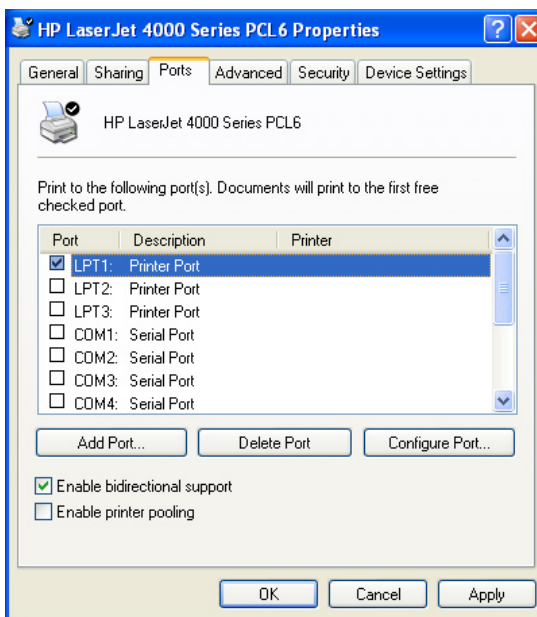 HP LaserJet 4000 Series PCL6 Properties
General Sharing Ports Advanced Security Device Settings
HP LaserJet 4000 Series PCL6
Print to the following port(s). Documents will print to the first free
checked port.
Port Description Printer
LPT1: Printer Port
LPT2: Printer Port
LPT3: Printer Port
COM1: Serial Port
COM2: Serial Port
COM3: Serial Port
COM4: Serial Port
Add Port... Delete Port Configure Port...
Enable bidirectional support
Enable printer pooling
OK Cancel Apply